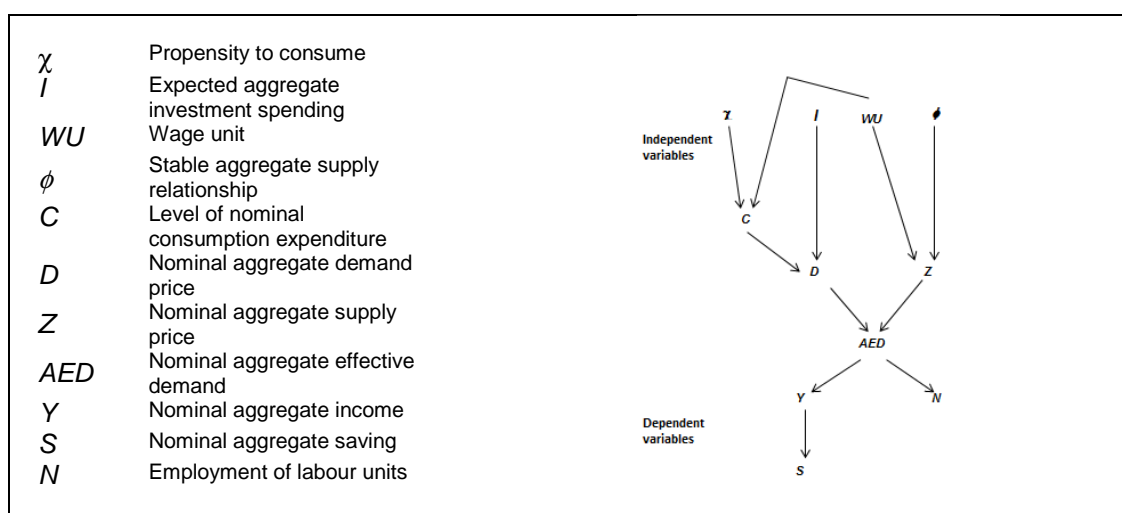 χ Propensity to consume
I Expected aggregate
investment spending
WU Wage unit
ϕ Stable aggregate supply
relationship
C Level of nominal
consumption expenditure
D Nominal aggregate demand
price
Z Nominal aggregate supply
price
AED Nominal aggregate effective
demand
Y Nominal aggregate income
S Nominal aggregate saving
N Employment of labour units
χ I WU ϕ
Independent
variables
C
D Z
AED
Y N
Dependent
variables
S